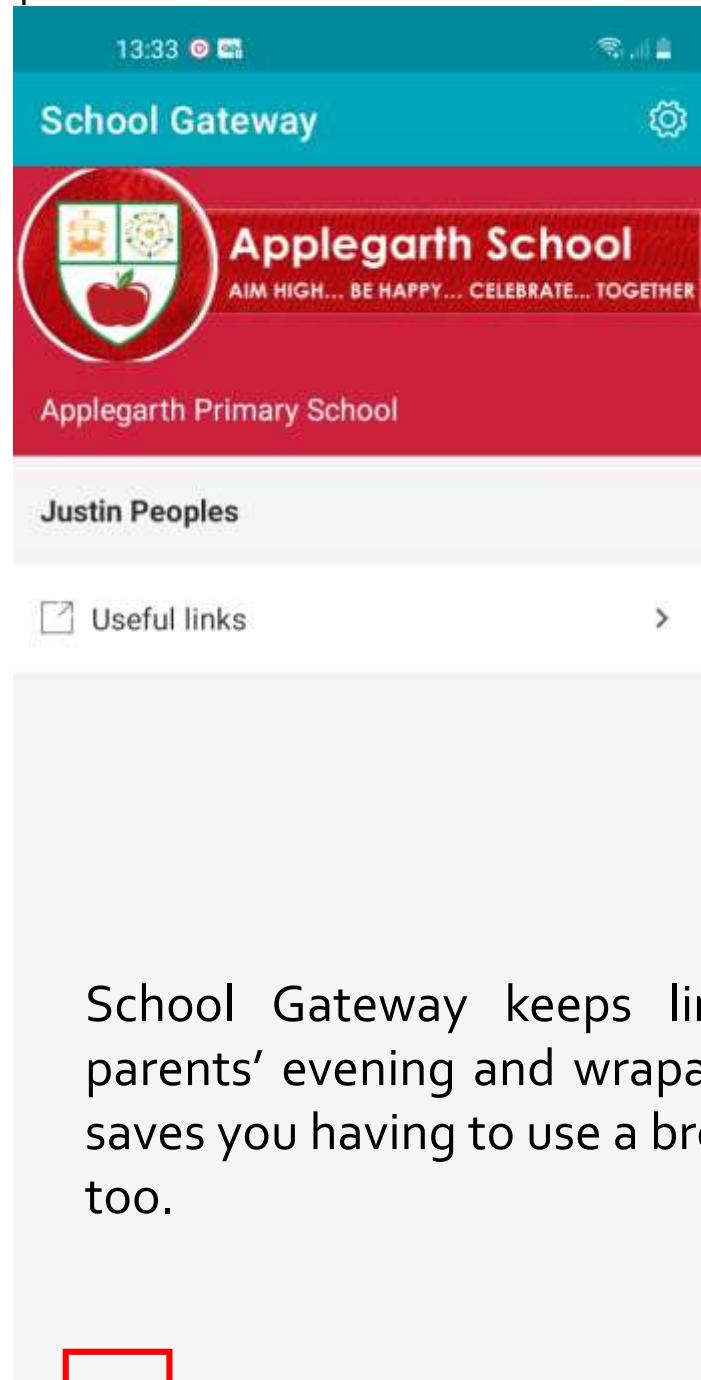 13:33
School Gateway
Applegarth School
AIM HIGH... BE HAPPY... CELEBRATE... TOGETHER
Applegarth Primary School
Justin Peoples
Useful links
School Gateway keeps
parents’ evening and
saves you having to use a
too.